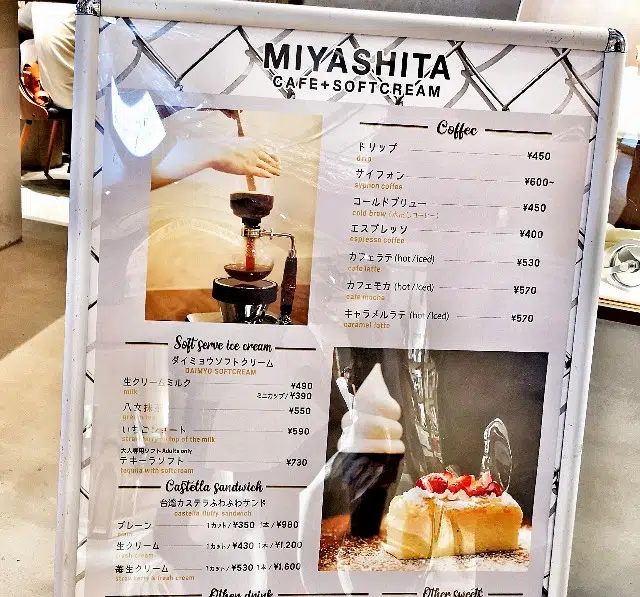 MIYASHITA
CAFE+SOFTCREAM
Coffee
ドリップ ¥450
drip
サイフォン ¥600~
syphon coffee
コールドブリュー ¥450
cold brew
エスプレッソ ¥400
espresso coffee
カフェラテ (hot/iced) ¥530
cafe latte
カフェモカ (hot/iced) ¥570
cafe mocha
キャラメルラテ (hot/iced) ¥570
caramel latte
Soft serve ice cream
ダイミョウソフトクリーム
DAIMYO SOFTCREAM
生クリームミルク ¥490
milk ミニカップ/¥390
八女抹 ¥550
いちご ート ¥590
strawberry on top of the milk
大人専用ソフトAdults only
テキーラソフト ¥730
tequila with softcream
Castella sandwich
台湾カステラふわふわサンド
castella fluffy sandwich
プレーン 1カット/¥350 1本/¥980
plain
生クリーム 1カット/¥430 1本/¥1,200
fresh cream
苺生クリーム 1カット/¥530 1本/¥1,600
strawberry & fresh cream
Other drink
Other sweets